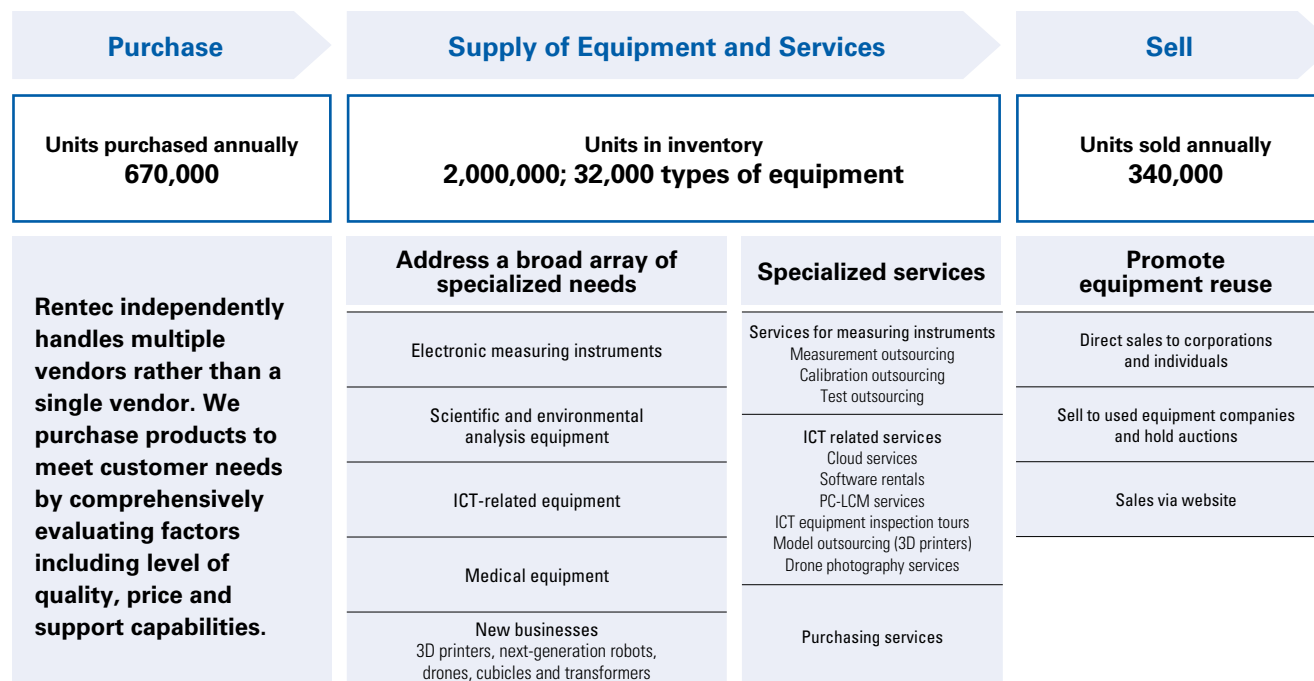 Purchase
Supply of Equipment and Services
Sell
Units purchased annually
670,000
Units in inventory
2,000,000; 32,000 types of equipment
Units sold annually
340,000
Rentec independently
handles multiple
vendors rather than a
single vendor. We
purchase products to
meet customer needs
by comprehensively
evaluating factors
including level of
quality, price and
support capabilities.
Address a broad array of
specialized needs
Electronic measuring instruments
Scientific and environmental
analysis equipment
ICT-related equipment
Medical equipment
New businesses
3D printers, next-generation robots,
drones, cubicles and transformers
Specialized services
Services for measuring instruments
Measurement outsourcing
Calibration outsourcing
Test outsourcing
ICT related services
Cloud services
Software rentals
PC-LCM services
ICT equipment inspection tours
Model outsourcing (3D printers)
Drone photography services
Purchasing services
Promote
equipment reuse
Direct sales to corporations
and individuals
Sell to used equipment companies
and hold auctions
Sales via website